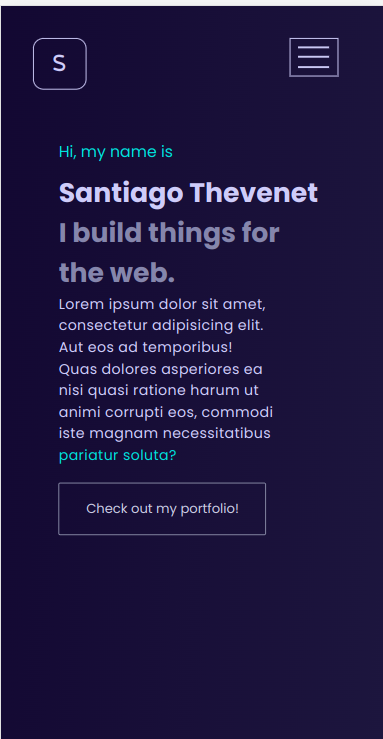 S
Hi, my name is
Santiago Thevenet
I build things for
the web.
Lorem ipsum dolor sit amet,
consectetur adipisicing elit.
Aut eos ad temporibus!
Quas dolores asperiores ea
nisi quasi ratione harum ut
animi corrupti eos, commodi
iste magnam necessitatibus
pariatur soluta?
Check out my portfolio!